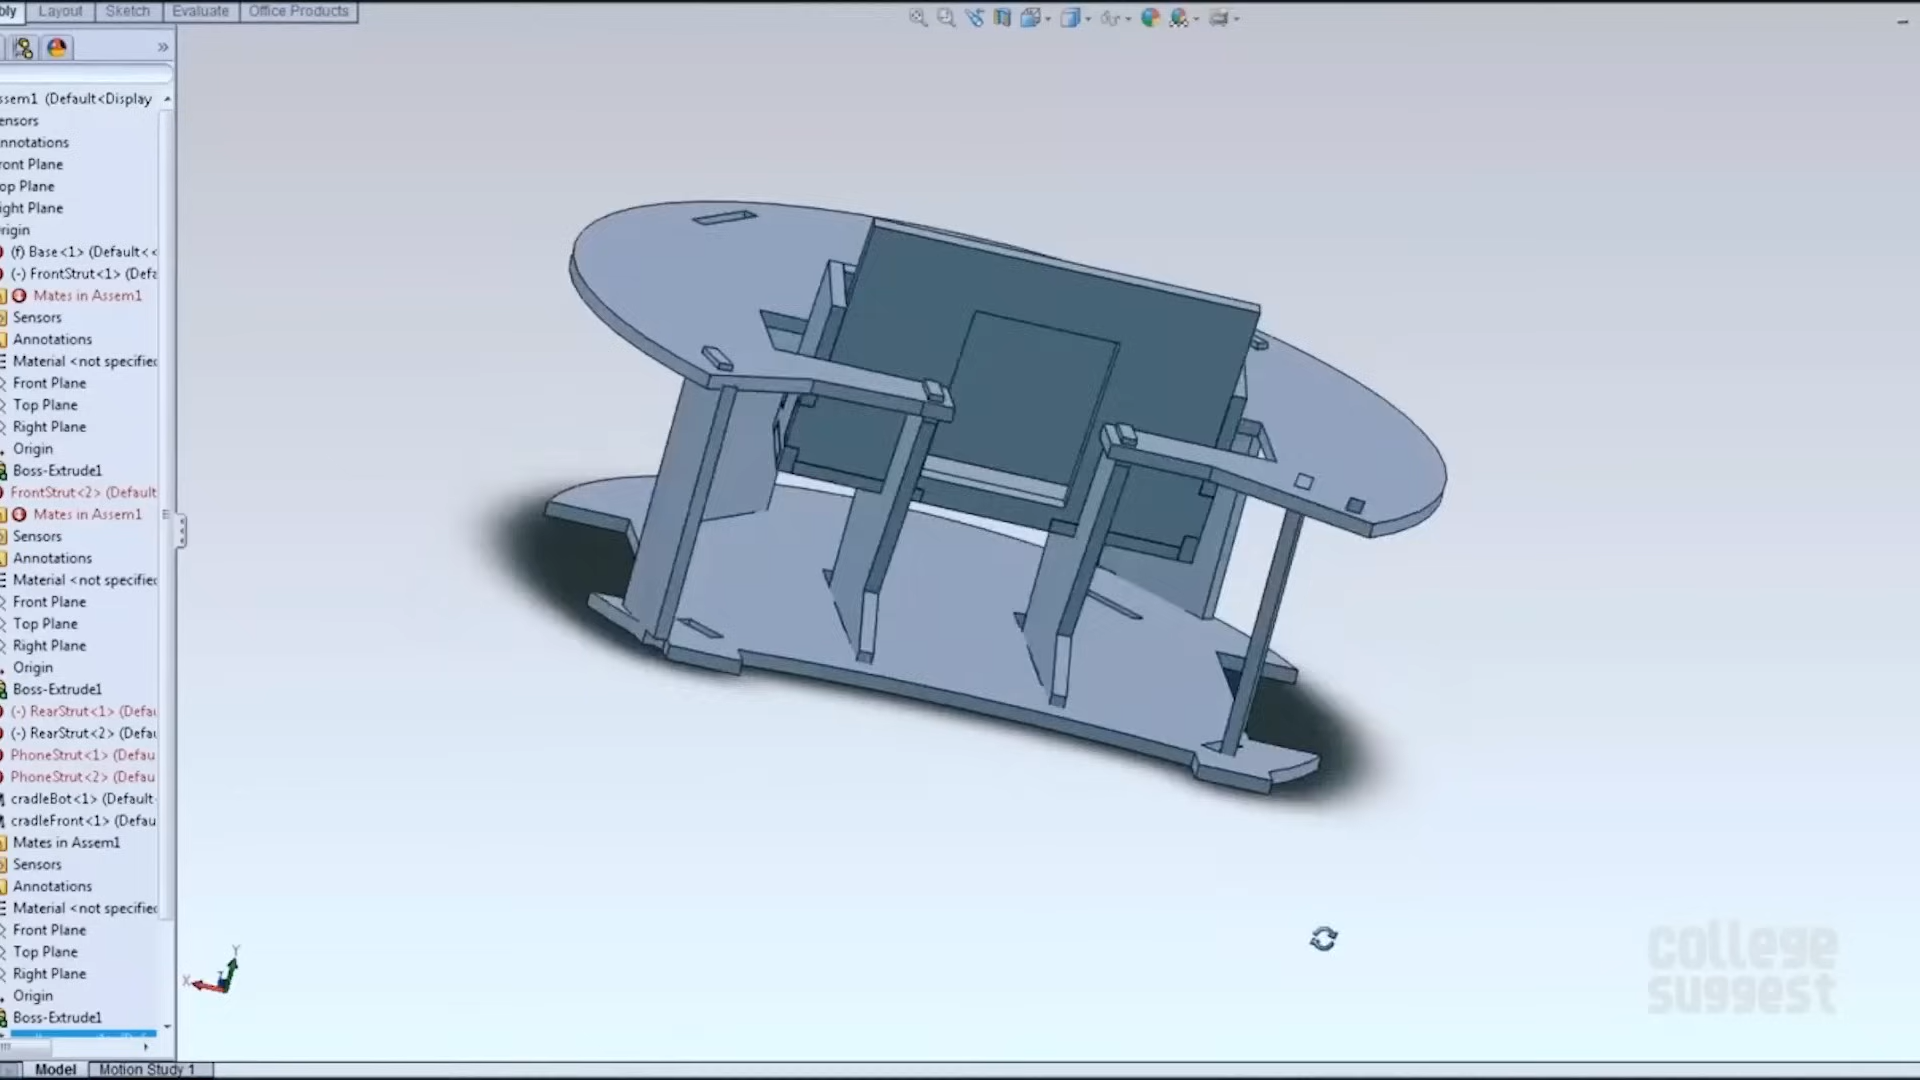 bly Layout Sketch Evaluate Office Products
»
ssem1 (Default<Display
ensors
nnotations
ront Plane
op Plane
ight Plane
rigin
(f) Base<1> (Default<<
(-) FrontStrut<1> (Defa
Mates in Assem1
Sensors
Annotations
Material <not specified
Front Plane
Top Plane
Right Plane
Origin
Boss-Extrude1
FrontStrut<2> (Default
Mates in Assem1
Sensors
Annotations
Material <not specified
Front Plane
Top Plane
Right Plane
Origin
Boss-Extrude1
(-) RearStrut<1> (Defau
(-) RearStrut<2> (Defau
PhoneStrut<1> (Defau
PhoneStrut<2> (Defau
cradleBot<1> (Default
cradleFront<1> (Defau
Mates in Assem1
Sensors
Annotations
Material <not specified
Front Plane
Top Plane
Right Plane
Origin
Boss-Extrude1
Y
X
college
suggest
Model Motion Study 1